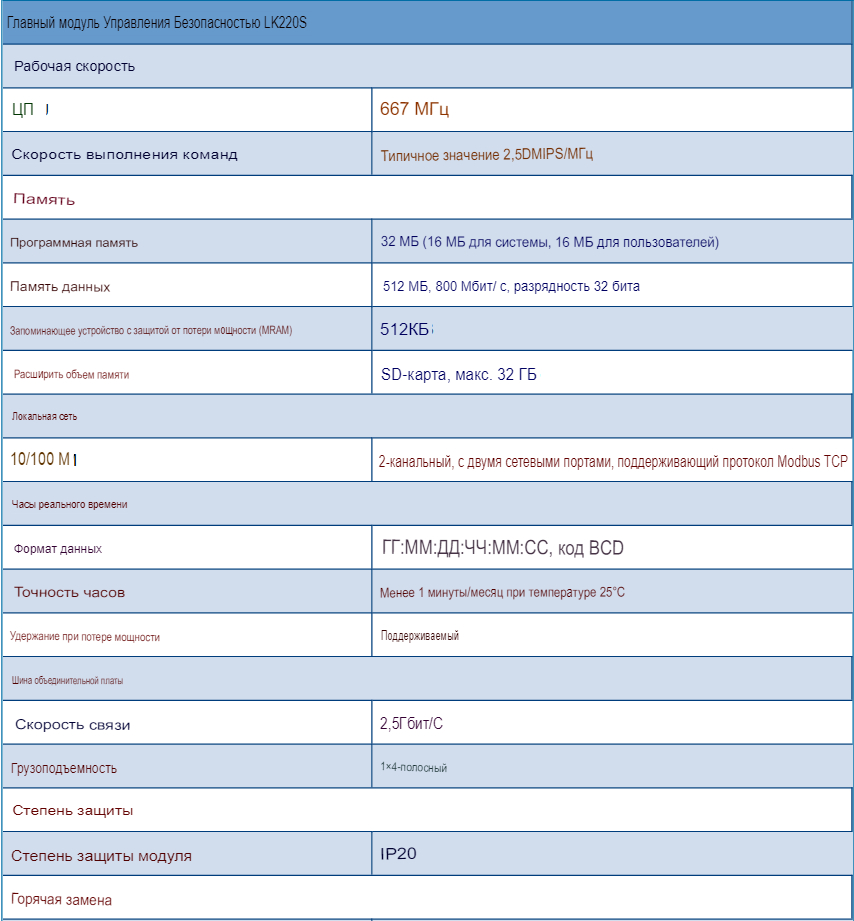 Главный модуль Управления Безопасностью LK220S
Рабочая скорость
ЦП
667 МГц
Скорость выполнения команд
Типичное значение 2,5DMIPS/МГц
Память
Программная память
32 МБ (16 МБ для системы, 16 МБ для пользователей)
Память данных
512 МБ, 800 Мбит/ с, разрядность 32 бита
Запоминающее устройство с защитой от потери мощности (MRAM)
512КБ
Расширить объем памяти
SD-карта, макс. 32 ГБ
Локальная сеть
10/100 М
2-канальный, с двумя сетевыми портами, поддерживающий протокол Modbus TCP
Часы реального времени
Формат данных
ГГ:ММ:ДД:ЧЧ:ММ:СС, код BCD
Точность часов
Менее 1 минуты/месяц при температуре 25°C
Удержание при потере мощности
Поддерживаемый
Шина объединительной платы
Скорость связи
2,5Гбит/С
Грузоподъемность
1×4-полосный
Степень защиты
Степень защиты модуля
IP20
Горячая замена